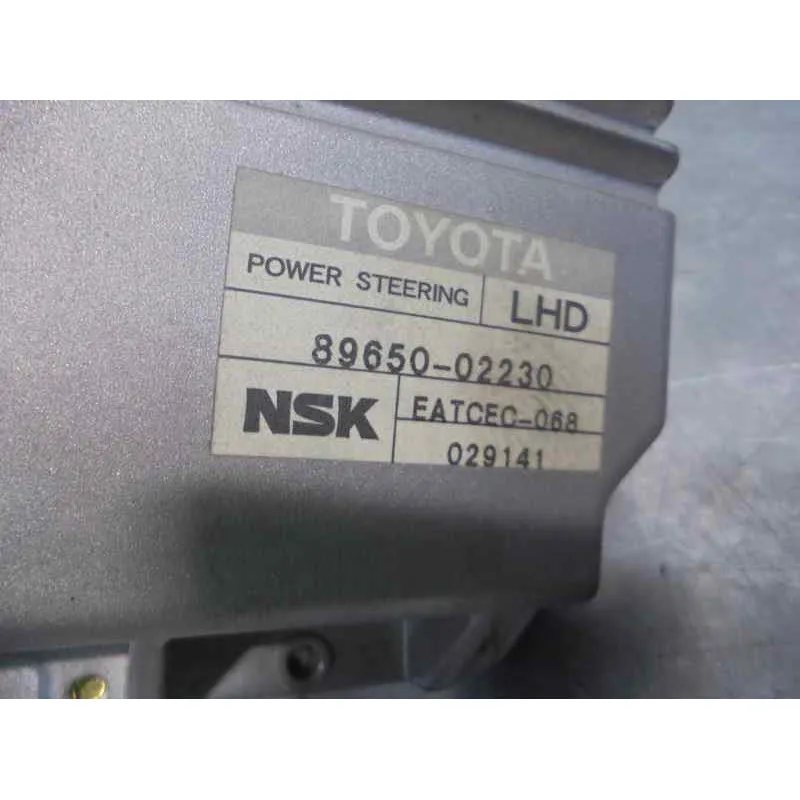 TOYOTA
POWER STEERING LHD
89650-02230
NSK EATCEC-068
029141